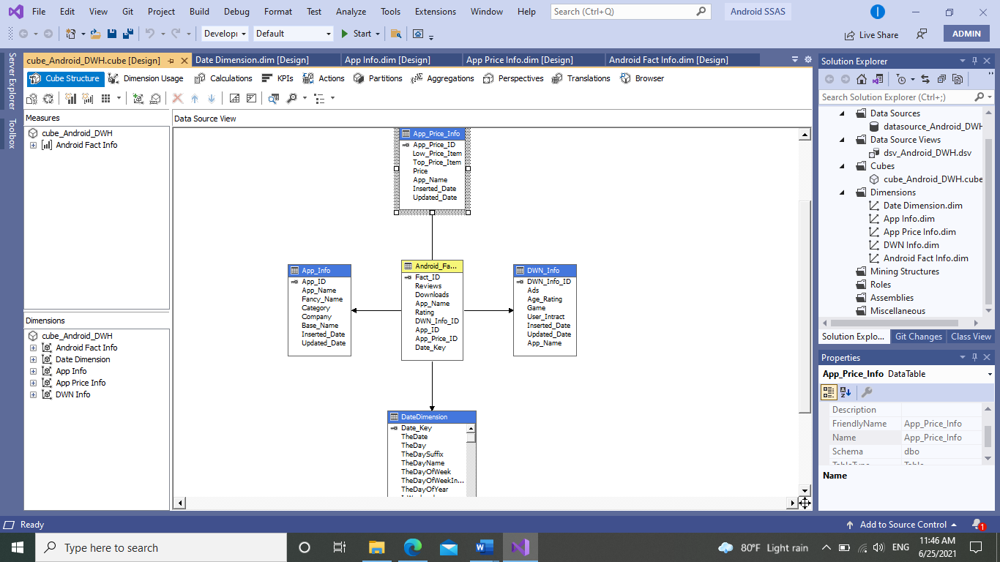 File Edit View Git Project Build Debug Format Test Analyze Tools Extensions Window Help Search (Ctrl+Q) Android SSAS I
Developi Default Start Live Share ADMIN
Server Explorer
Toolbox
cube_Android_DWH.cube [Design] Date Dimension.dim [Design] App Info.dim [Design] App Price Info.dim [Design] Android Fact Info.dim [Design]
Cube Structure Dimension Usage Calculations KPIs Actions Partitions Aggregations Perspectives Translations Browser
Measures
cube_Android_DWH
Android Fact Info
Dimensions
cube_Android_DWH
Android Fact Info
Date Dimension
App Info
App Price Info
DWN Info
Data Source View
App_Price_Info
App_Price_ID
Low_Price_Item
Top_Price_Item
Price
App_Name
Inserted_Date
Updated_Date
App_Info
App_ID
App_Name
Fancy_Name
Category
Company
Base_Name
Inserted_Date
Updated_Date
Android_Fa...
Fact_ID
Reviews
Downloads
App_Name
Rating
DWN_Info_ID
App_ID
App_Price_ID
Date_Key
DWN_Info
DWN_Info_ID
Ads
Age_Rating
Game
User_Intract
Inserted_Date
Updated_Date
App_Name
DateDimension
Date_Key
TheDate
TheDay
TheDaySuffix
TheDayName
TheDayOfWeek
TheDayOfWeekIn...
TheDayOfYear
Solution Explorer
Search Solution Explorer (Ctrl+;)
Data Sources
datasource_Android_DWH
Data Source Views
dsv_Android_DWH.dsv
Cubes
cube_Android_DWH.cube
Dimensions
Date Dimension.dim
App Info.dim
App Price Info.dim
DWN Info.dim
Android Fact Info.dim
Mining Structures
Roles
Assemblies
Miscellaneous
Solution Explo... Git Changes Class View
Properties
App_Price_Info DataTable
Description
FriendlyName App_Price_Info
Name App_Price_Info
Schema dbo
TableType Table
Name
Ready Add to Source Control 1
Type here to search 80°F Light rain ENG 11:46 AM
6/25/2021